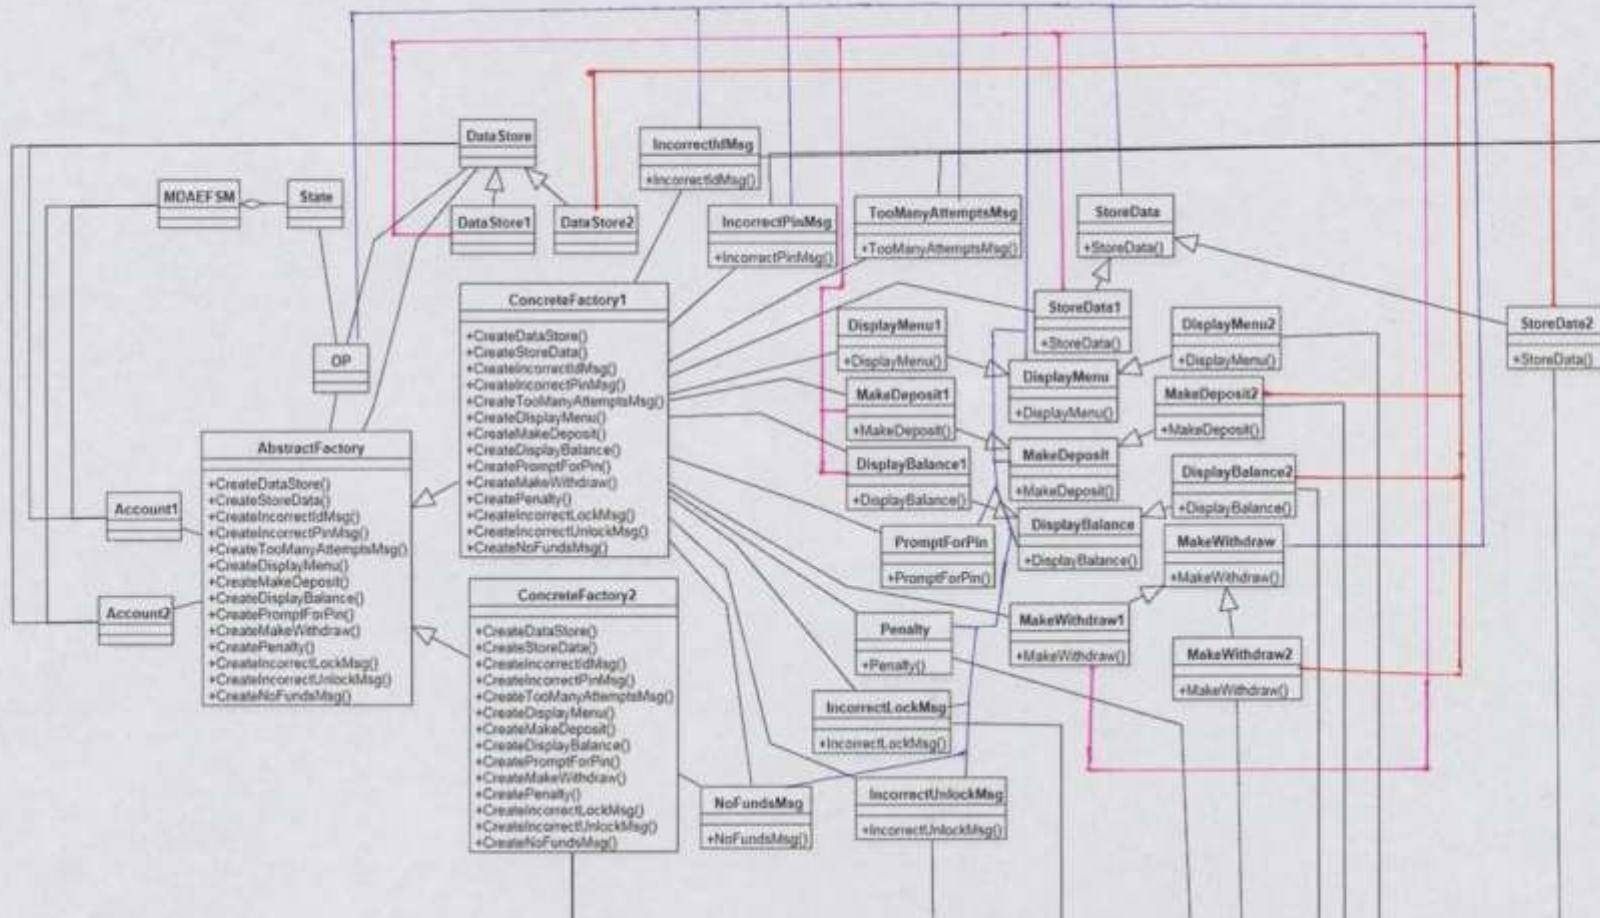 DataStore
IncorrectIdMsg
+IncorrectIdMsg()
MDAEFSM
State
DataStore1
DataStore2
IncorrectPinMsg
+IncorrectPinMsg()
TooManyAttemptsMsg
+TooManyAttemptsMsg()
StoreData
+StoreData()
ConcreteFactory1
+CreateDataStore()
+CreateStoreData()
+CreateIncorrectIdMsg()
+CreateIncorrectPinMsg()
+CreateTooManyAttemptsMsg()
+CreateDisplayMenu()
+CreateMakeDeposit()
+CreateDisplayBalance()
+CreatePromptForPin()
+CreateMakeWithdraw()
+CreatePenalty()
+CreateIncorrectLockMsg()
+CreateIncorrectUnlockMsg()
+CreateNoFundsMsg()
StoreData1
+StoreData()
DisplayMenu1
+DisplayMenu()
DisplayMenu2
+DisplayMenu()
StoreData2
+StoreData()
OP
DisplayMenu
+DisplayMenu()
MakeDeposit1
+MakeDeposit()
MakeDeposit2
+MakeDeposit()
AbstractFactory
+CreateDataStore()
+CreateStoreData()
+CreateIncorrectIdMsg()
+CreateIncorrectPinMsg()
+CreateTooManyAttemptsMsg()
+CreateDisplayMenu()
+CreateMakeDeposit()
+CreateDisplayBalance()
+CreatePromptForPin()
+CreateMakeWithdraw()
+CreatePenalty()
+CreateIncorrectLockMsg()
+CreateIncorrectUnlockMsg()
+CreateNoFundsMsg()
MakeDeposit
+MakeDeposit()
DisplayBalance1
+DisplayBalance()
DisplayBalance2
+DisplayBalance()
Account1
DisplayBalance
+DisplayBalance()
PromptForPin
+PromptForPin()
MakeWithdraw
+MakeWithdraw()
Account2
ConcreteFactory2
+CreateDataStore()
+CreateStoreData()
+CreateIncorrectIdMsg()
+CreateIncorrectPinMsg()
+CreateTooManyAttemptsMsg()
+CreateDisplayMenu()
+CreateMakeDeposit()
+CreateDisplayBalance()
+CreatePromptForPin()
+CreateMakeWithdraw()
+CreatePenalty()
+CreateIncorrectLockMsg()
+CreateIncorrectUnlockMsg()
+CreateNoFundsMsg()
Penalty
+Penalty()
MakeWithdraw1
+MakeWithdraw()
MakeWithdraw2
+MakeWithdraw()
IncorrectLockMsg
+IncorrectLockMsg()
NoFundsMsg
+NoFundsMsg()
IncorrectUnlockMsg
+IncorrectUnlockMsg()